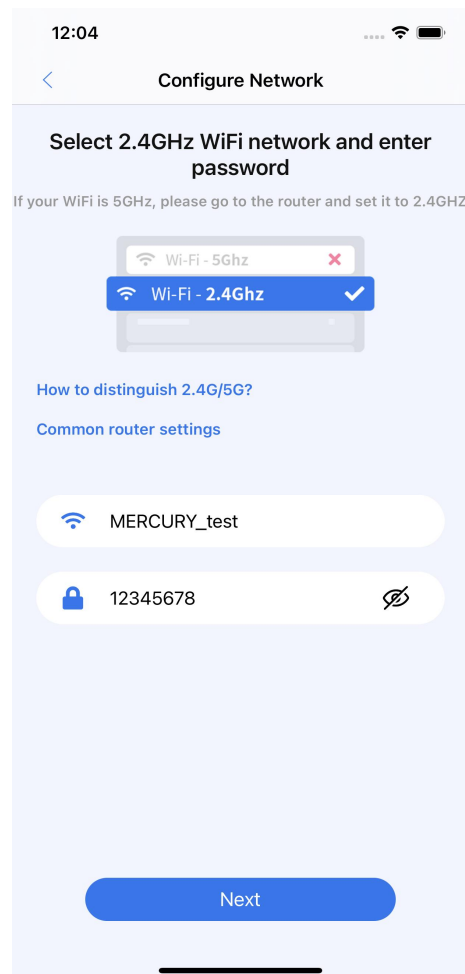 12:04
Configure Network
Select 2.4GHz WiFi network and enter
password
If your WiFi is 5GHz, please go to the router and set it to 2.4GHZ
Wi-Fi - 5Ghz
Wi-Fi - 2.4Ghz
How to distinguish 2.4G/5G?
Common router settings
MERCURY_test
12345678
Next